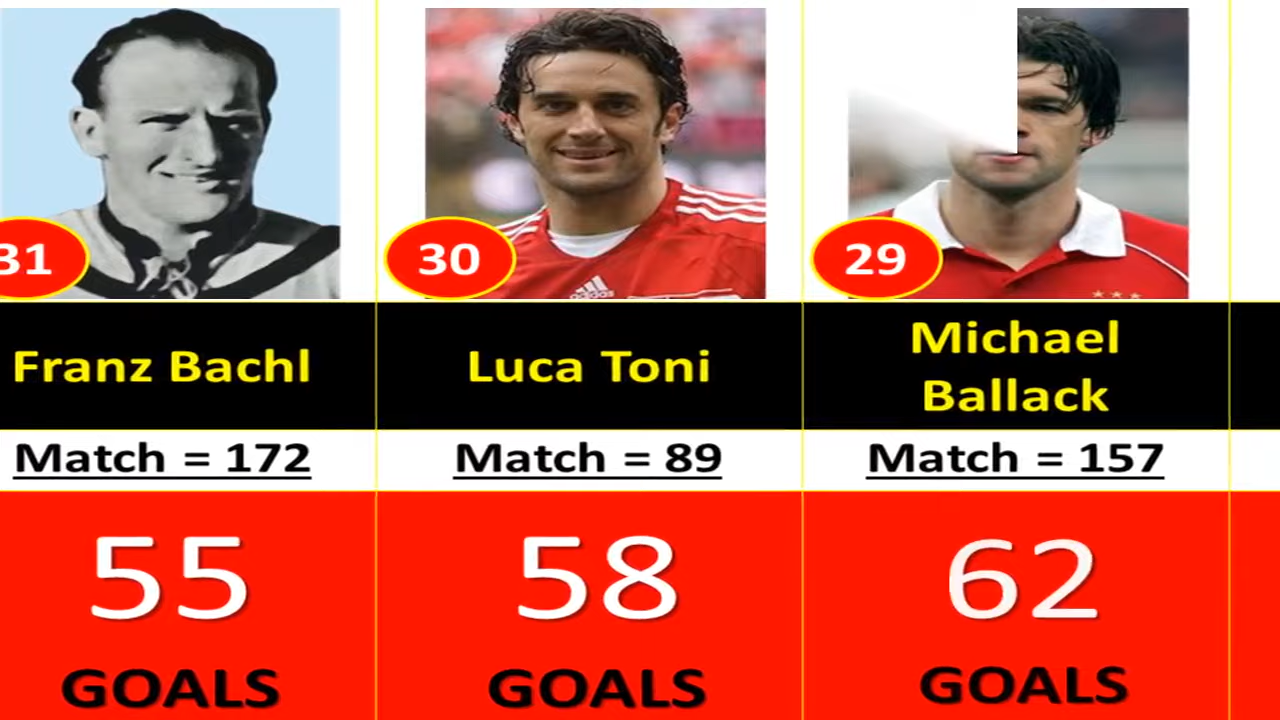 31
Franz Bachl
Match = 172
55
GOALS
30
adidas
Luca Toni
Match = 89
58
GOALS
29
Michael
Ballack
Match = 157
62
GOALS